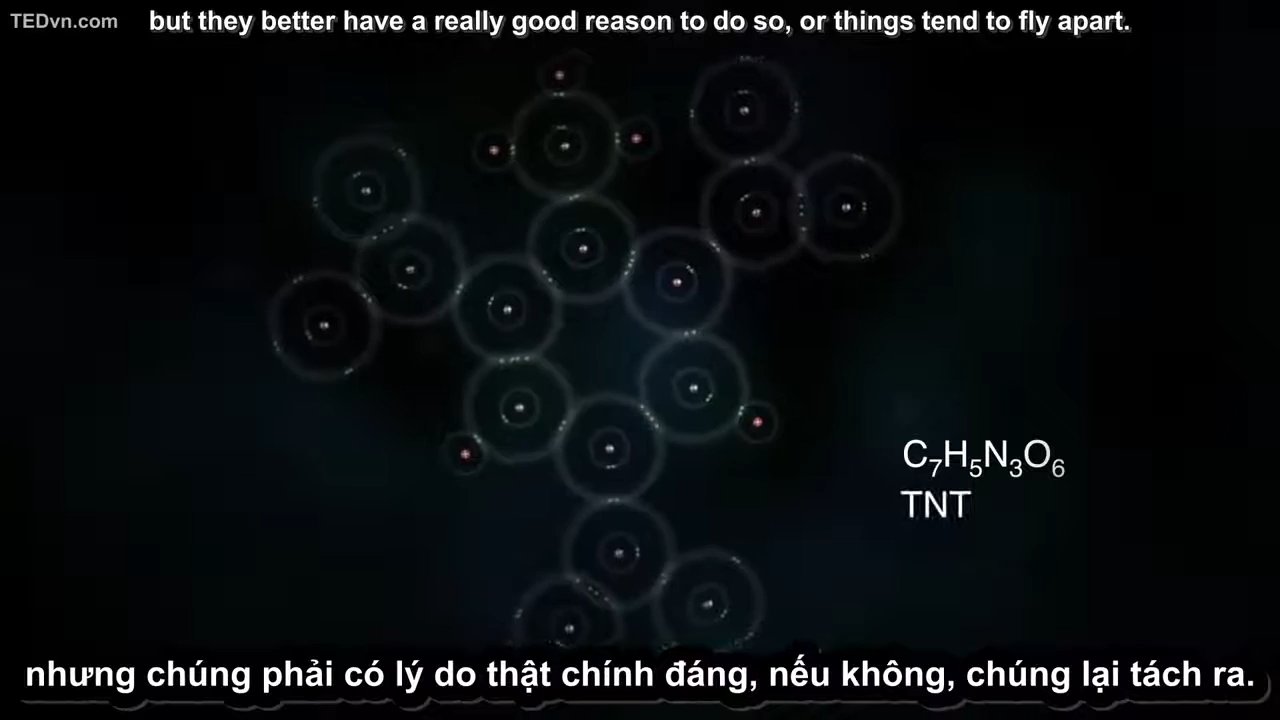 TEDvn.com
but they better have a really good reason to do so, or things tend to fly apart.
C₇H₅N₃O₆
TNT
nhưng chúng phải có lý do thật chính đáng, nếu không, chúng lại tách ra.